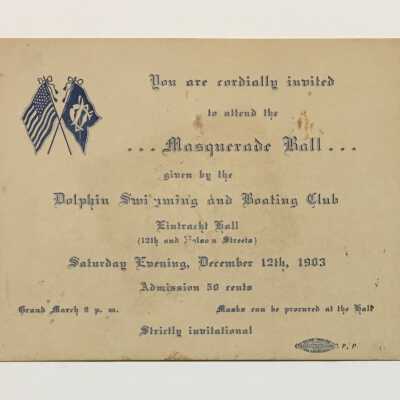 You are cordially invited
to attend the
... Masquerade Ball ...
given by the
Dolphin Swimming and Boating Club
Eintracht Hall
(12th and Folsom Streets)
Saturday Evening, December 12th, 1903
Admission 50 cents
Grand March 8 p. m.
Masks can be procured at the Hall
Strictly invitational
P. P.